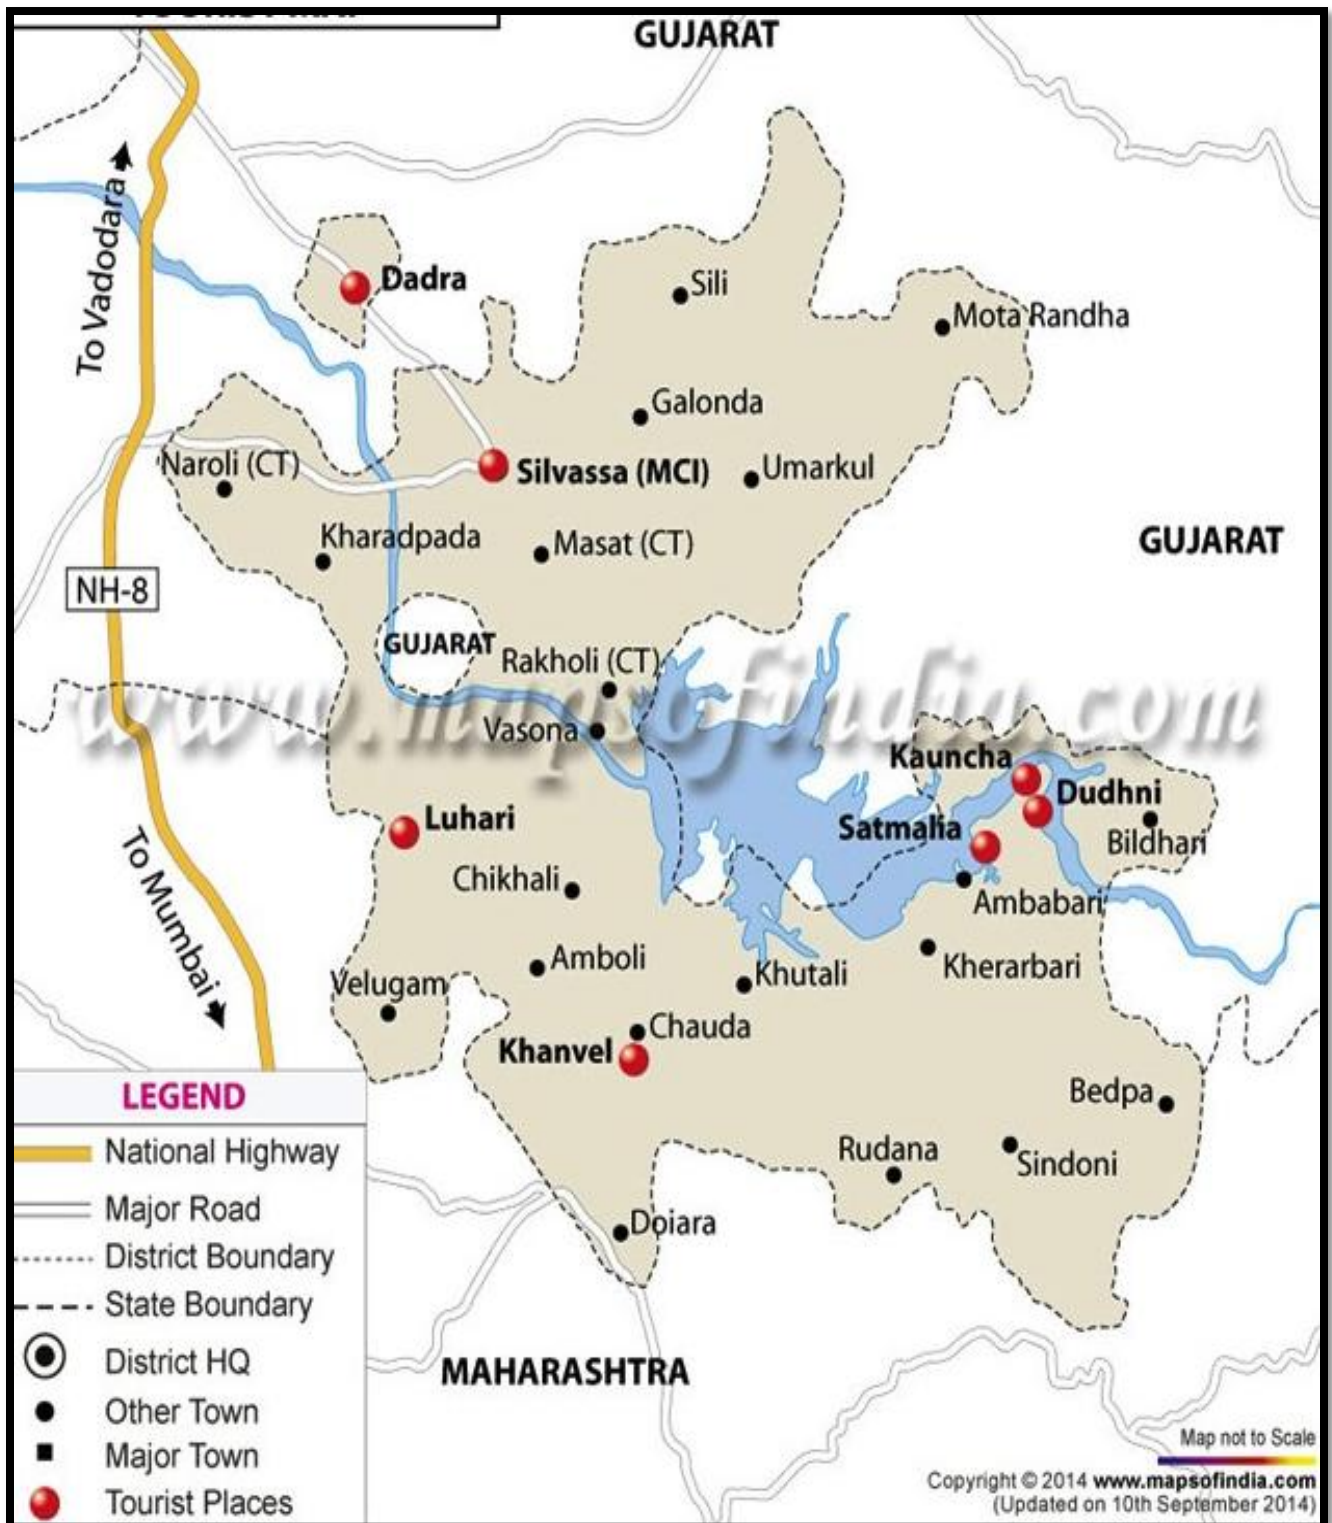 TOURIST MAP
GUJARAT
To Vadodara
Dadra
Sili
Mota Randha
Galonda
Naroli (CT)
Silvassa (MCI)
Umarkul
Kharadpada
Masat (CT)
GUJARAT
NH-8
GUJARAT
Rakholi (CT)
www.mapsofindia.com
Vasona
Kauncha
Dudhni
Luhari
Satmalia
Bildhari
To Mumbai
Chikhali
Ambabari
Amboli
Kherarbari
Velugam
Khutali
Chauda
Khanvel
Bedpa
Rudana
Sindoni
Doiara
MAHARASHTRA
LEGEND
National Highway
Major Road
District Boundary
State Boundary
District HQ
Other Town
Major Town
Tourist Places
Map not to Scale
Copyright © 2014 www.mapsofindia.com
(Updated on 10th September 2014)